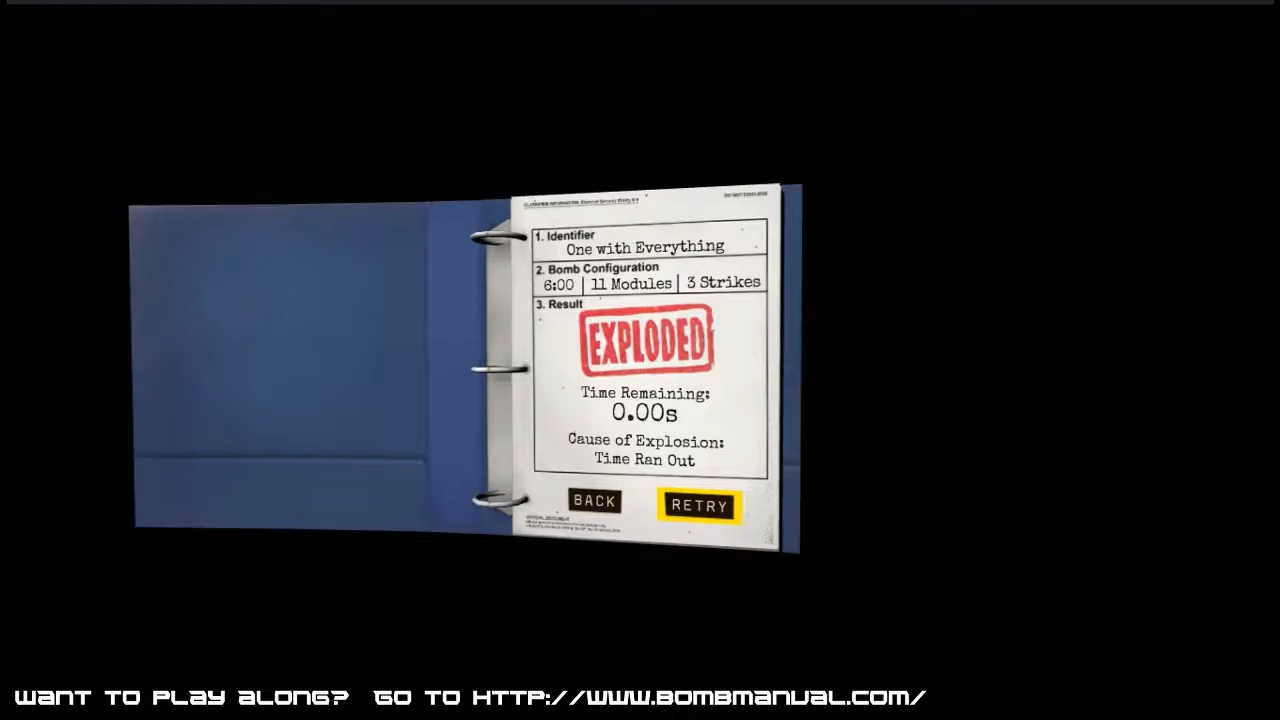 1. Identifier
One with Everything
2. Bomb Configuration
6:00 | 11 Modules | 3 Strikes
3. Result
EXPLODED
Time Remaining:
0.00s
Cause of Explosion:
Time Ran Out
BACK
RETRY
WANT TO PLAY ALONG? GO TO HTTP://WWW.BOMBMANUAL.COM/